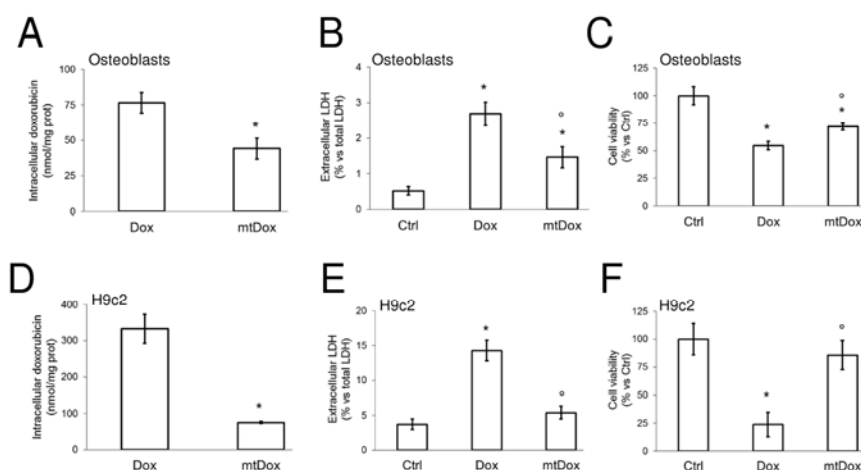 A
Osteoblasts
Intracellular doxorubicin
(nmol/mg prot)
100
75
50
25
0
*
Dox
mtDox
B
Osteoblasts
Extracellular LDH
(% vs total LDH)
4
3
2
1
0
*
°
*
Ctrl
Dox
mtDox
C
Osteoblasts
Cell viability
(% vs Ctrl)
125
100
75
50
25
0
*
°
*
Ctrl
Dox
mtDox
D
H9c2
Intracellular doxorubicin
(nmol/mg prot)
400
300
200
100
0
*
Dox
mtDox
E
H9c2
Extracellular LDH
(% vs total LDH)
20
15
10
5
0
*
°
Ctrl
Dox
mtDox
F
H9c2
Cell viability
(% vs Ctrl)
125
100
75
50
25
0
*
°
Ctrl
Dox
mtDox